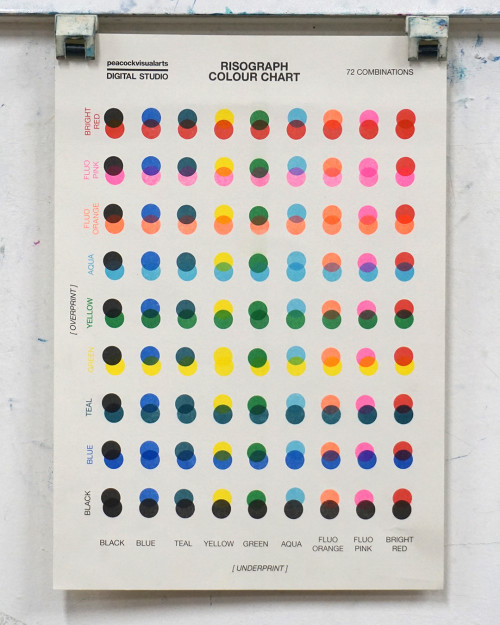 peacockvisualarts
DIGITAL STUDIO
RISOGRAPH
COLOUR CHART
72 COMBINATIONS
BRIGHT
RED
FLUO
PINK
FLUO
ORANGE
AQUA
YELLOW
GREEN
TEAL
BLUE
BLACK
[ OVERPRINT ]
BLACK
BLUE
TEAL
YELLOW
GREEN
AQUA
FLUO
ORANGE
FLUO
PINK
BRIGHT
RED
[ UNDERPRINT ]